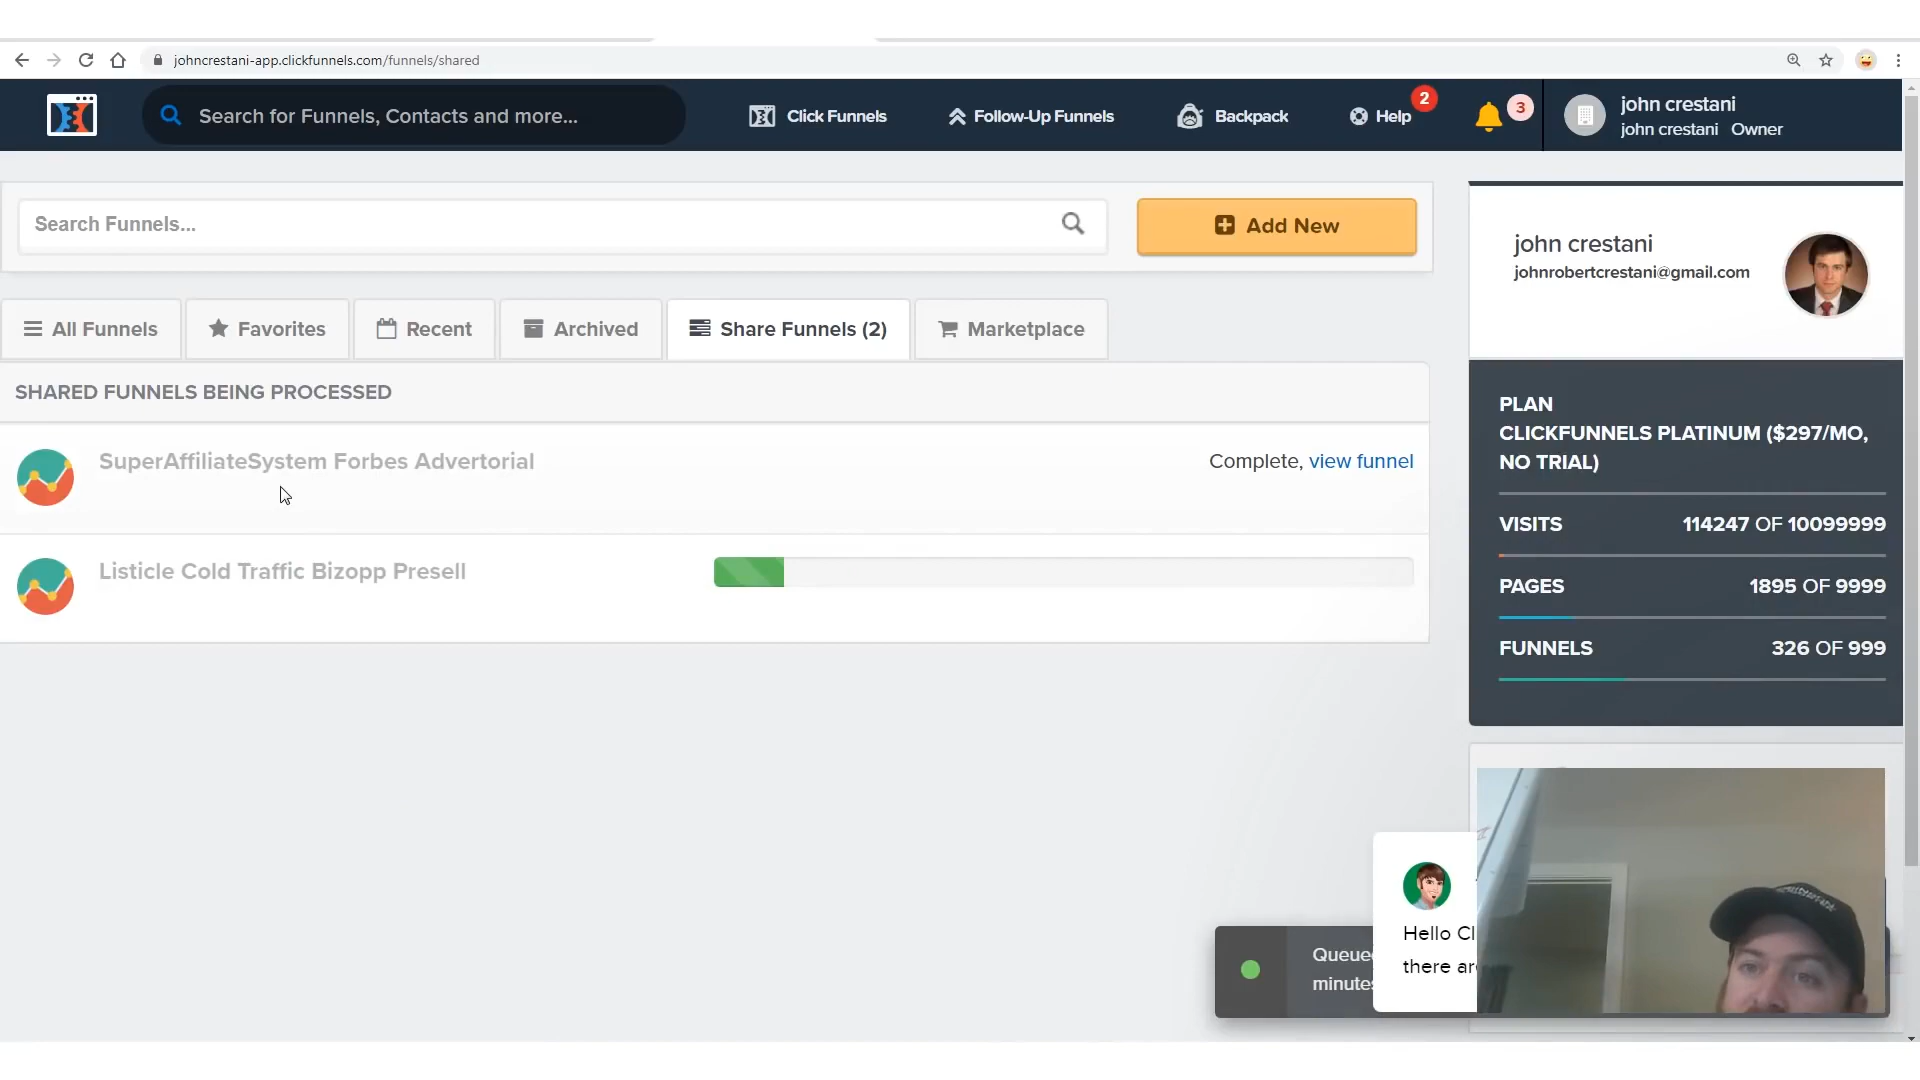 johncrestani-app.clickfunnels.com/funnels/shared
Search for Funnels, Contacts and more...
Click Funnels
Follow-Up Funnels
Backpack
Help
2
3
john crestani
john crestani Owner
Search Funnels...
Add New
john crestani
johnrobertcrestani@gmail.com
All Funnels
Favorites
Recent
Archived
Share Funnels (2)
Marketplace
SHARED FUNNELS BEING PROCESSED
SuperAffiliateSystem Forbes Advertorial
Complete, view funnel
Listicle Cold Traffic Bizopp Presell
PLAN
CLICKFUNNELS PLATINUM ($297/MO,
NO TRIAL)
VISITS 114247 OF 10099999
PAGES 1895 OF 9999
FUNNELS 326 OF 999
Hello